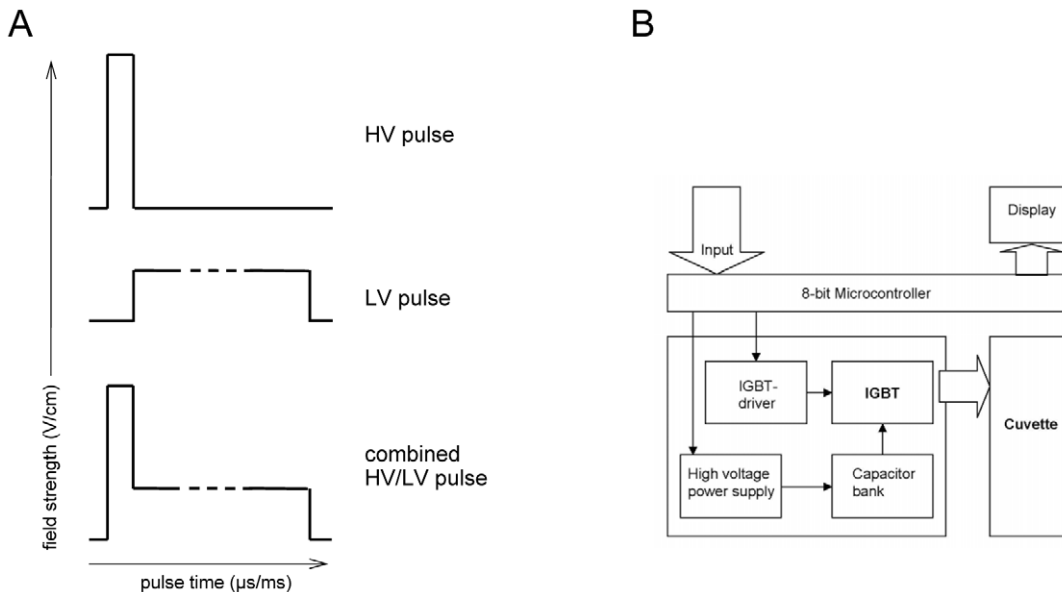 A
HV pulse
LV pulse
combined
HV/LV pulse
field strength (V/cm)
pulse time (µs/ms)
B
Input
Display
8-bit Microcontroller
IGBT-
driver
IGBT
Cuvette
High voltage
power supply
Capacitor
bank